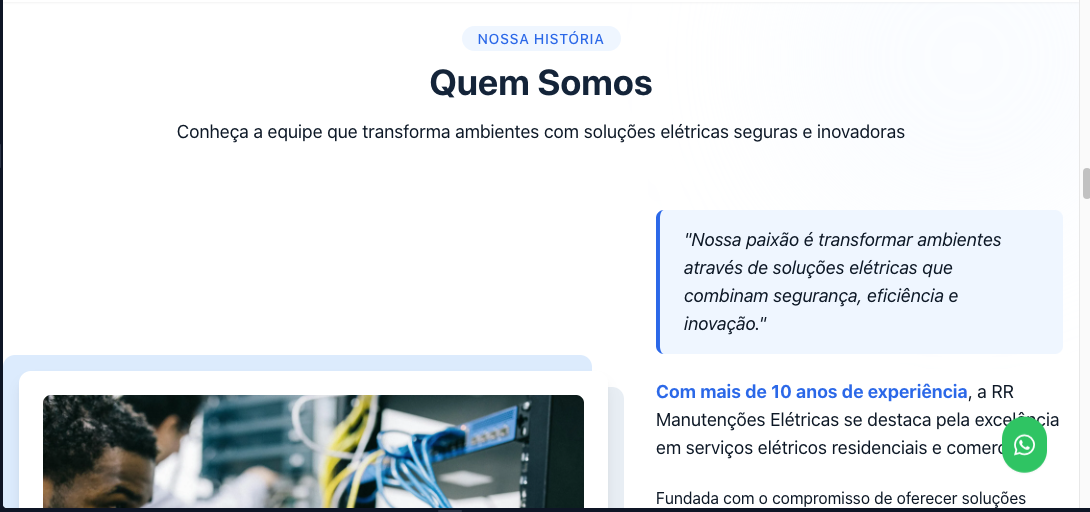 NOSSA HISTÓRIA
Quem Somos
Conheça a equipe que transforma ambientes com soluções elétricas seguras e inovadoras
"Nossa paixão é transformar ambientes
através de soluções elétricas que
combinam segurança, eficiência e
inovação."
Com mais de 10 anos de experiência, a RR
Manutenções Elétricas se destaca pela excelência
em serviços elétricos residenciais e
Fundada com o compromisso de oferecer soluções